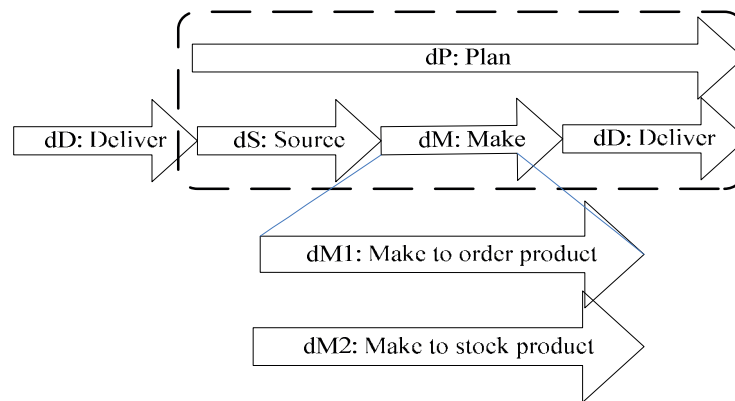 dP: Plan
dD: Deliver
dS: Source
dM: Make
dD: Deliver
dM1: Make to order product
dM2: Make to stock product